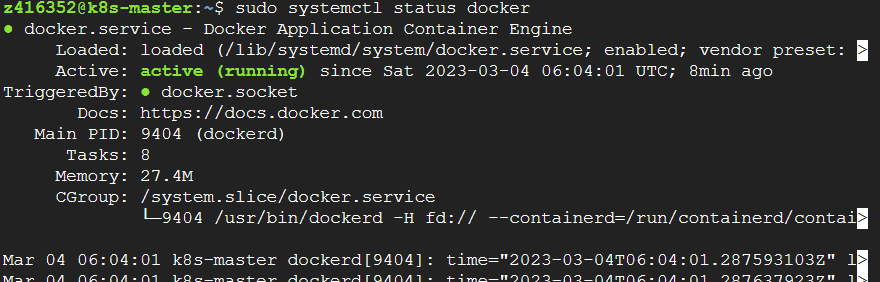 z416352@k8s-master:~$ sudo systemctl status docker
● docker.service - Docker Application Container Engine
Loaded: loaded (/lib/systemd/system/docker.service; enabled; vendor preset: >
Active: active (running) since Sat 2023-03-04 06:04:01 UTC; 8min ago
TriggeredBy: ● docker.socket
Docs: https://docs.docker.com
Main PID: 9404 (dockerd)
Tasks: 8
Memory: 27.4M
CGroup: /system.slice/docker.service
└─9404 /usr/bin/dockerd -H fd:// --containerd=/run/containerd/contai>
Mar 04 06:04:01 k8s-master dockerd[9404]: time="2023-03-04T06:04:01.287593103Z" l>
Mar 04 06:04:01 k8s-master dockerd[9404]: time="2023-03-04T06:04:01.287637923Z" l>